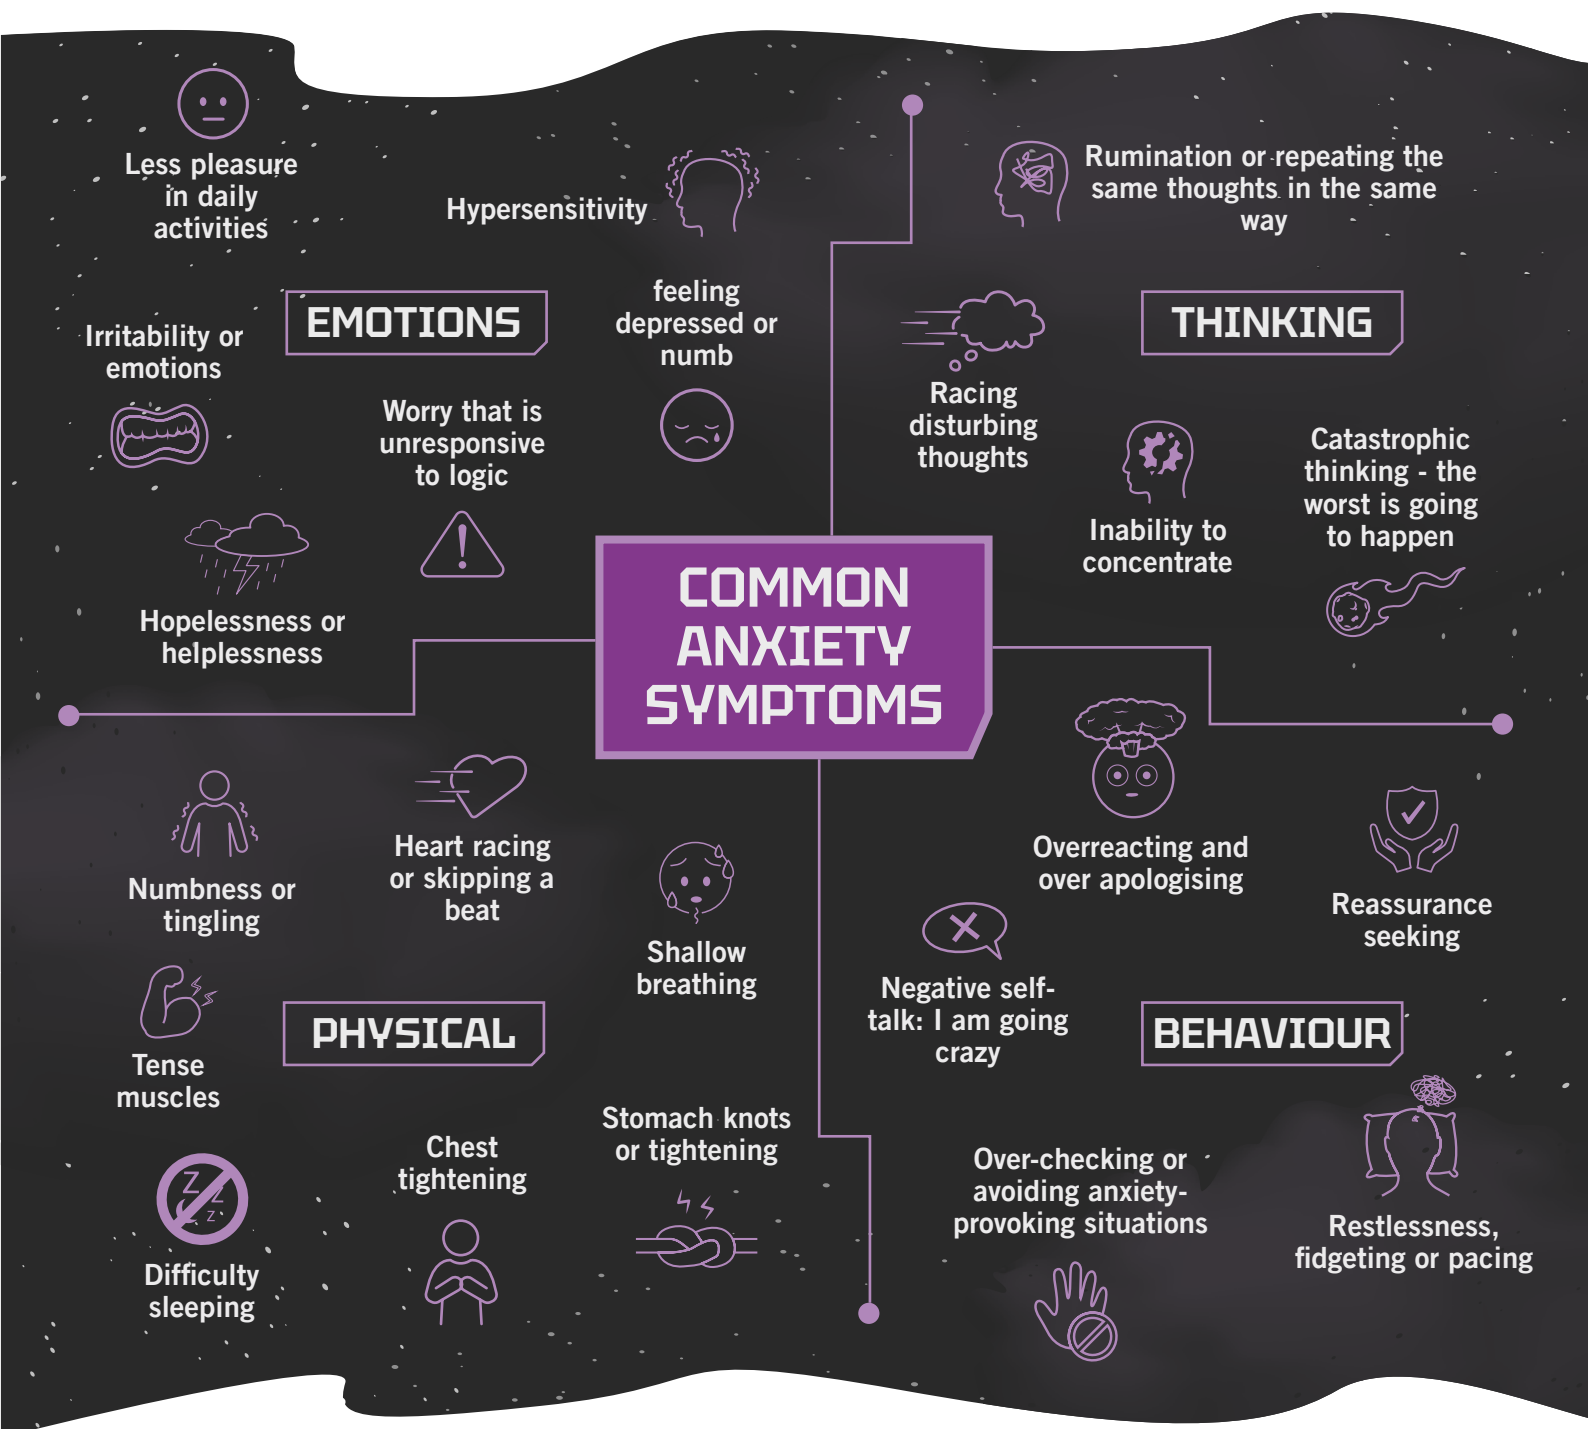 COMMON
ANXIETY
SYMPTOMS
EMOTIONS
Less pleasure
in daily
activities
Hypersensitivity
Irritability or
emotions
Worry that is
unresponsive
to logic
feeling
depressed or
numb
Hopelessness or
helplessness
THINKING
Rumination or repeating the
same thoughts in the same
way
Racing
disturbing
thoughts
Inability to
concentrate
Catastrophic
thinking - the
worst is going
to happen
PHYSICAL
Numbness or
tingling
Heart racing
or skipping a
beat
Shallow
breathing
Tense
muscles
Difficulty
sleeping
Z
Z
Z
Chest
tightening
Stomach knots
or tightening
BEHAVIOUR
Overreacting and
over apologising
Reassurance
seeking
Negative self-
talk: I am going
crazy
Over-checking or
avoiding anxiety-
provoking situations
Restlessness,
fidgeting or pacing